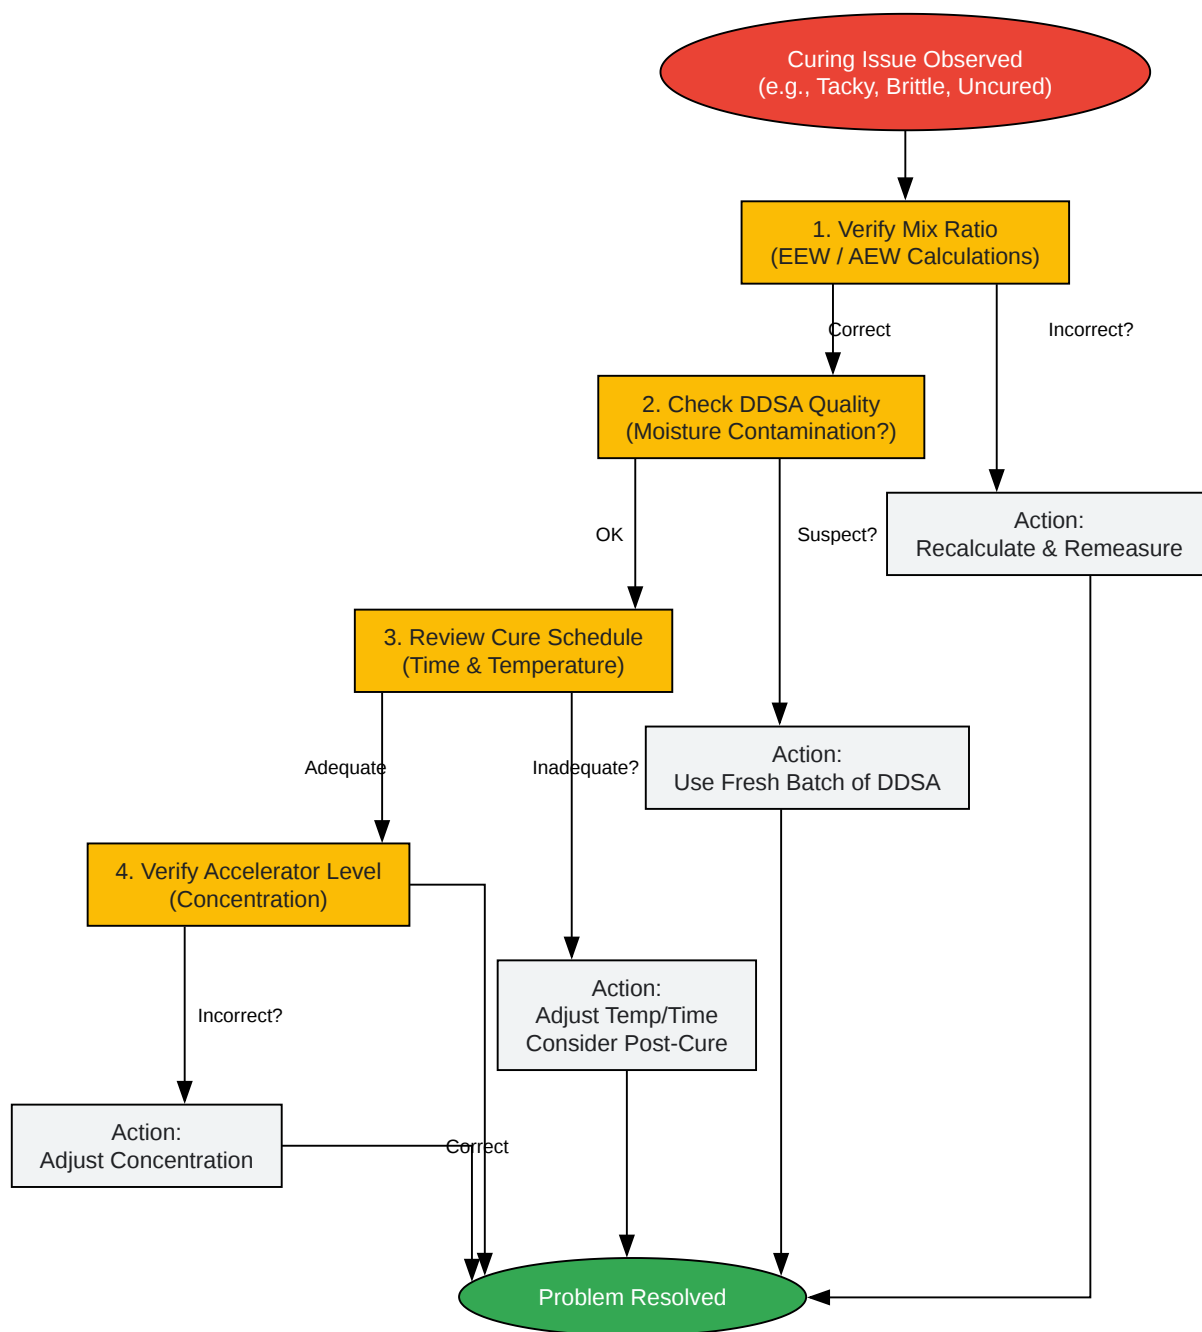 Curing Issue Observed
(e.g., Tacky, Brittle, Uncured)
1. Verify Mix Ratio
(EEW / AEW Calculations)
Correct
Incorrect?
2. Check DDSA Quality
(Moisture Contamination?)
Action:
Recalculate & Remeasure
OK
Suspect?
3. Review Cure Schedule
(Time & Temperature)
Action:
Use Fresh Batch of DDSA
Adequate
Inadequate?
4. Verify Accelerator Level
(Concentration)
Action:
Adjust Temp/Time
Consider Post-Cure
Incorrect?
Action:
Adjust Concentration
Correct
Problem Resolved